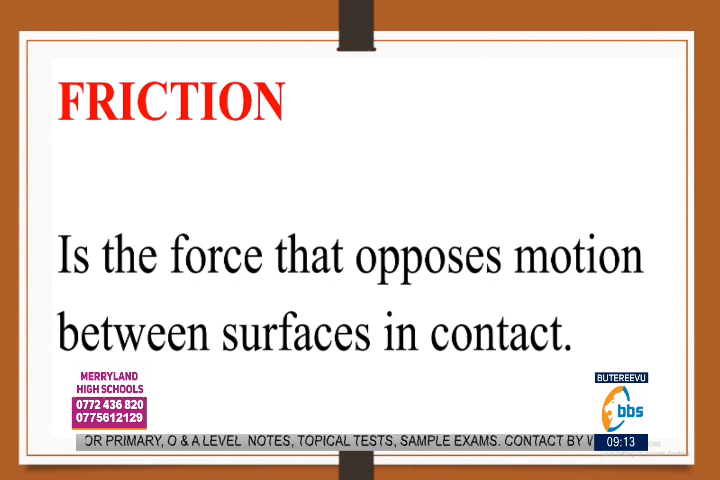 FRICTION
Is the force that opposes motion
between surfaces in contact.
MERRYLAND
HIGH SCHOOLS
0772 436 820
0775612129
BUTEREEVU
bbs
OR PRIMARY, O & A LEVEL NOTES, TOPICAL TESTS, SAMPLE EXAMS. CONTACT BY
09:13